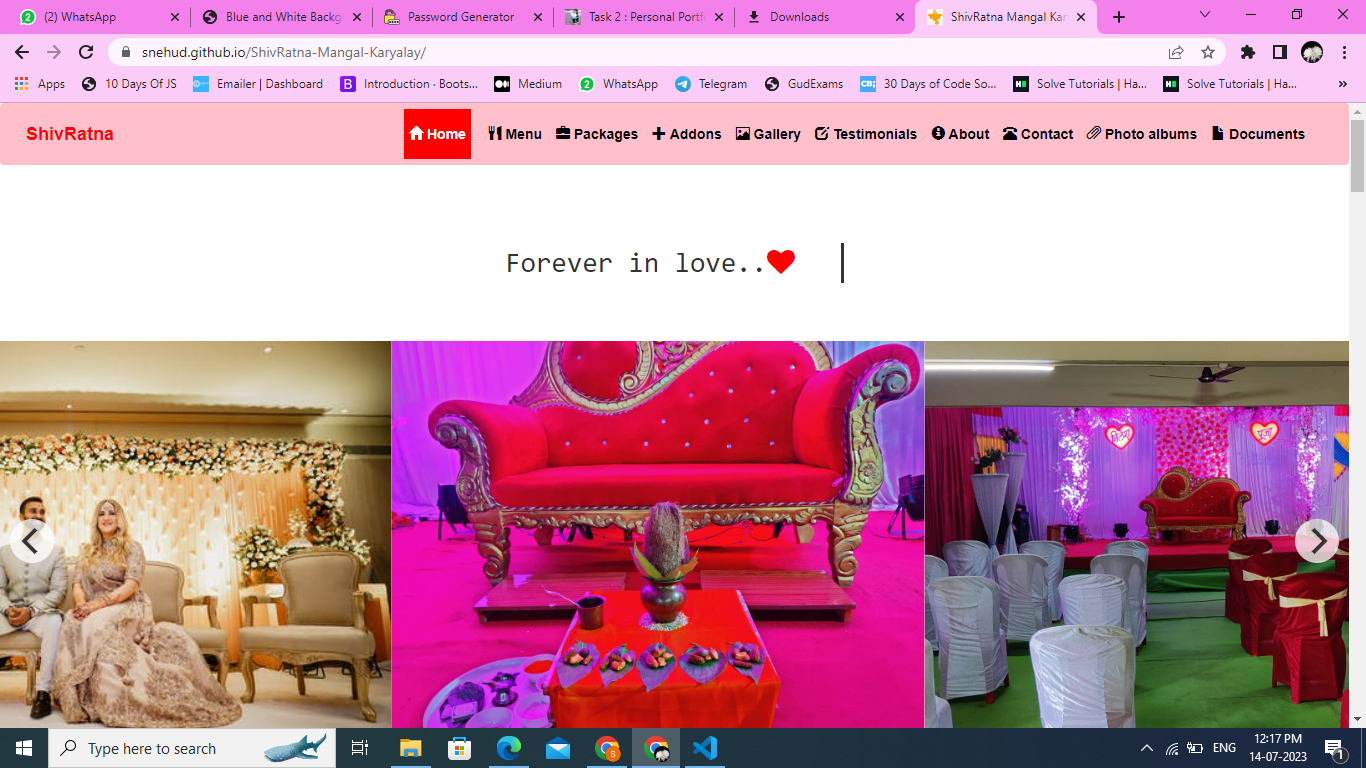 (2) WhatsApp
Blue and White Backg
Password Generator
Task 2 : Personal Portf
Downloads
ShivRatna Mangal Kar
snehud.github.io/ShivRatna-Mangal-Karyalay/
Apps
10 Days Of JS
Emailer | Dashboard
Introduction · Boots...
Medium
WhatsApp
Telegram
GudExams
30 Days of Code So...
Solve Tutorials | Ha...
Solve Tutorials | Ha...
ShivRatna
Home
Menu
Packages
Addons
Gallery
Testimonials
About
Contact
Photo albums
Documents
Forever in love..
पूजा
Type here to search
ENG
12:17 PM
14-07-2023
1